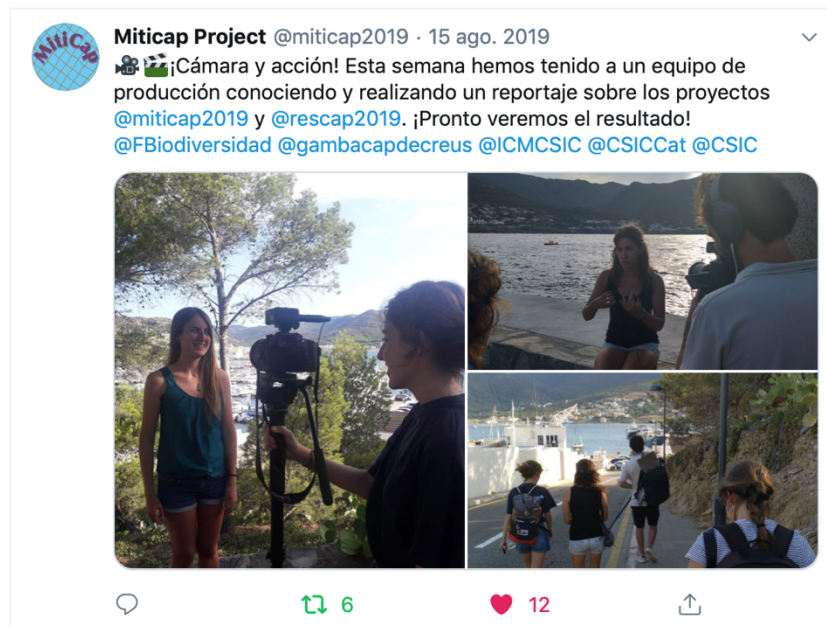 MitiCap
Miticap Project @miticap2019 · 15 ago. 2019
¡Cámara y acción! Esta semana hemos tenido a un equipo de
producción conociendo y realizando un reportaje sobre los proyectos
@miticap2019 y @rescap2019. ¡Pronto veremos el resultado!
@FBiodiversidad @gambacapdecreus @ICMCSIC @CSICCat @CSIC
6
12